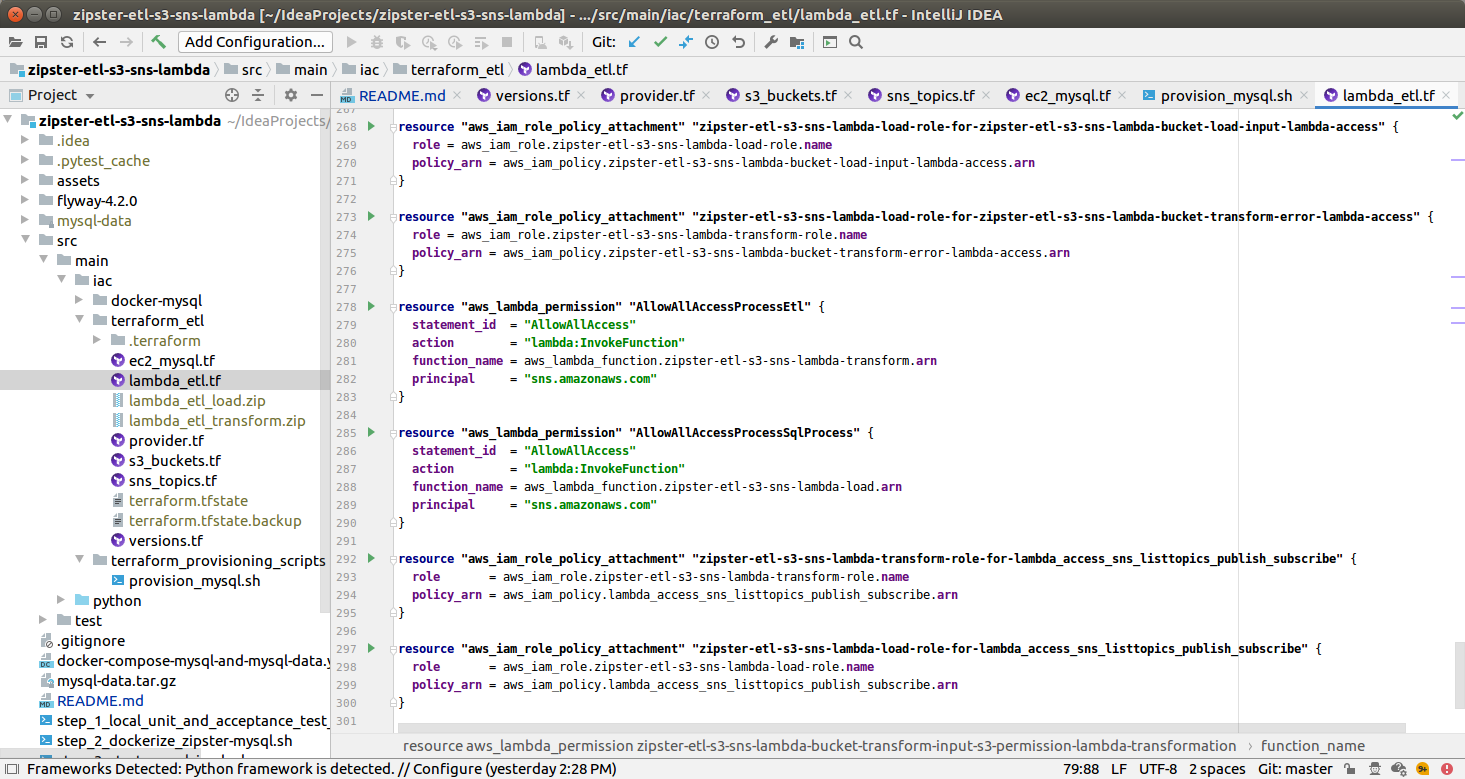 zipster-etl-s3-sns-lambda [~/IdeaProjects/zipster-etl-s3-sns-lambda] - .../src/main/iac/terraform_etl/lambda_etl.tf - IntelliJ IDEA
Add Configuration...
Git:
zipster-etl-s3-sns-lambda
src
main
iac
terraform_etl
lambda_etl.tf
Project
README.md
versions.tf
provider.tf
s3_buckets.tf
sns_topics.tf
ec2_mysql.tf
provision_mysql.sh
lambda_etl.tf
zipster-etl-s3-sns-lambda ~/IdeaProjects/
.idea
.pytest_cache
assets
flyway-4.2.0
mysql-data
src
main
iac
docker-mysql
terraform_etl
.terraform
ec2_mysql.tf
lambda_etl.tf
lambda_etl_load.zip
lambda_etl_transform.zip
provider.tf
s3_buckets.tf
sns_topics.tf
terraform.tfstate
terraform.tfstate.backup
versions.tf
terraform_provisioning_scripts
provision_mysql.sh
python
test
.gitignore
docker-compose-mysql-and-mysql-data.y
mysql-data.tar.gz
README.md
step_1_local_unit_and_acceptance_test_
step_2_dockerize_zipster-mysql.sh
267
268 resource "aws_iam_role_policy_attachment" "zipster-etl-s3-sns-lambda-load-role-for-zipster-etl-s3-sns-lambda-bucket-load-input-lambda-access" {
269 role = aws_iam_role.zipster-etl-s3-sns-lambda-load-role.name
270 policy_arn = aws_iam_policy.zipster-etl-s3-sns-lambda-bucket-load-input-lambda-access.arn
271 }
272
273 resource "aws_iam_role_policy_attachment" "zipster-etl-s3-sns-lambda-load-role-for-zipster-etl-s3-sns-lambda-bucket-transform-error-lambda-access" {
274 role = aws_iam_role.zipster-etl-s3-sns-lambda-transform-role.name
275 policy_arn = aws_iam_policy.zipster-etl-s3-sns-lambda-bucket-transform-error-lambda-access.arn
276 }
277
278 resource "aws_lambda_permission" "AllowAllAccessProcessEtl" {
279 statement_id = "AllowAllAccess"
280 action = "lambda:InvokeFunction"
281 function_name = aws_lambda_function.zipster-etl-s3-sns-lambda-transform.arn
282 principal = "sns.amazonaws.com"
283 }
284
285 resource "aws_lambda_permission" "AllowAllAccessProcessSqlProcess" {
286 statement_id = "AllowAllAccess"
287 action = "lambda:InvokeFunction"
288 function_name = aws_lambda_function.zipster-etl-s3-sns-lambda-load.arn
289 principal = "sns.amazonaws.com"
290 }
291
292 resource "aws_iam_role_policy_attachment" "zipster-etl-s3-sns-lambda-transform-role-for-lambda_access_sns_listtopics_publish_subscribe" {
293 role = aws_iam_role.zipster-etl-s3-sns-lambda-transform-role.name
294 policy_arn = aws_iam_policy.lambda_access_sns_listtopics_publish_subscribe.arn
295 }
296
297 resource "aws_iam_role_policy_attachment" "zipster-etl-s3-sns-lambda-load-role-for-lambda_access_sns_listtopics_publish_subscribe" {
298 role = aws_iam_role.zipster-etl-s3-sns-lambda-load-role.name
299 policy_arn = aws_iam_policy.lambda_access_sns_listtopics_publish_subscribe.arn
300 }
301
resource aws_lambda_permission zipster-etl-s3-sns-lambda-bucket-transform-input-s3-permission-lambda-transformation › function_name
Frameworks Detected: Python framework is detected. // Configure (yesterday 2:28 PM)
79:88 LF UTF-8 2 spaces Git: master 9+